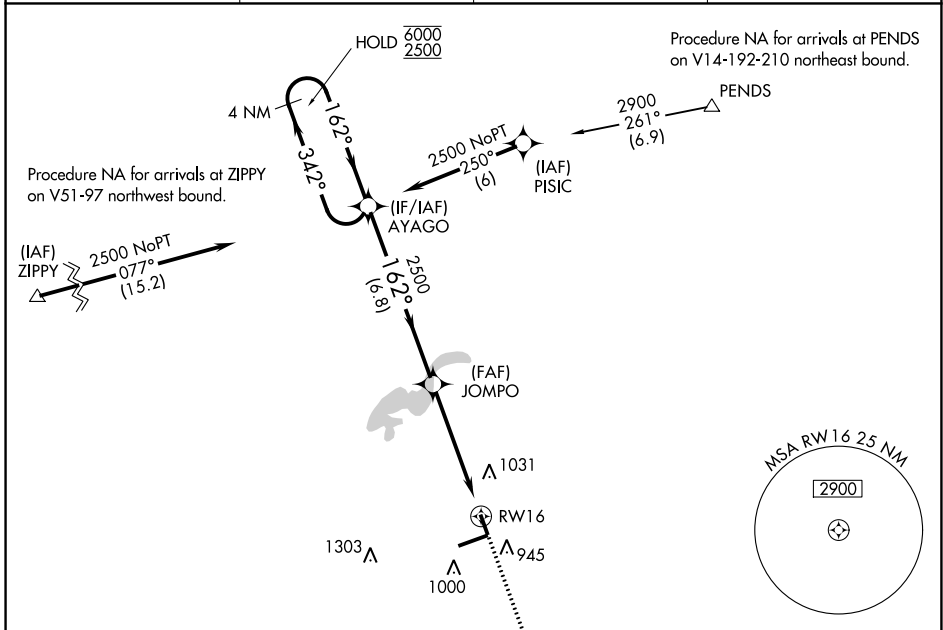 HOLD 6000
2500
Procedure NA for arrivals at PENDS
on V14-192-210 northeast bound.
4 NM
162°
342°
PENDS
2900
261°
(6.9)
2500 NoPT
250°
(6)
(IAF)
PISIC
Procedure NA for arrivals at ZIPPY
on V51-97 northwest bound.
(IF/IAF)
AYAGO
(IAF)
ZIPPY
2500 NoPT
077°
(15.2)
2500
162°
(6.8)
(FAF)
JOMPO
MSA RW16 25 NM
2900
1031
RW16
1303
945
1000